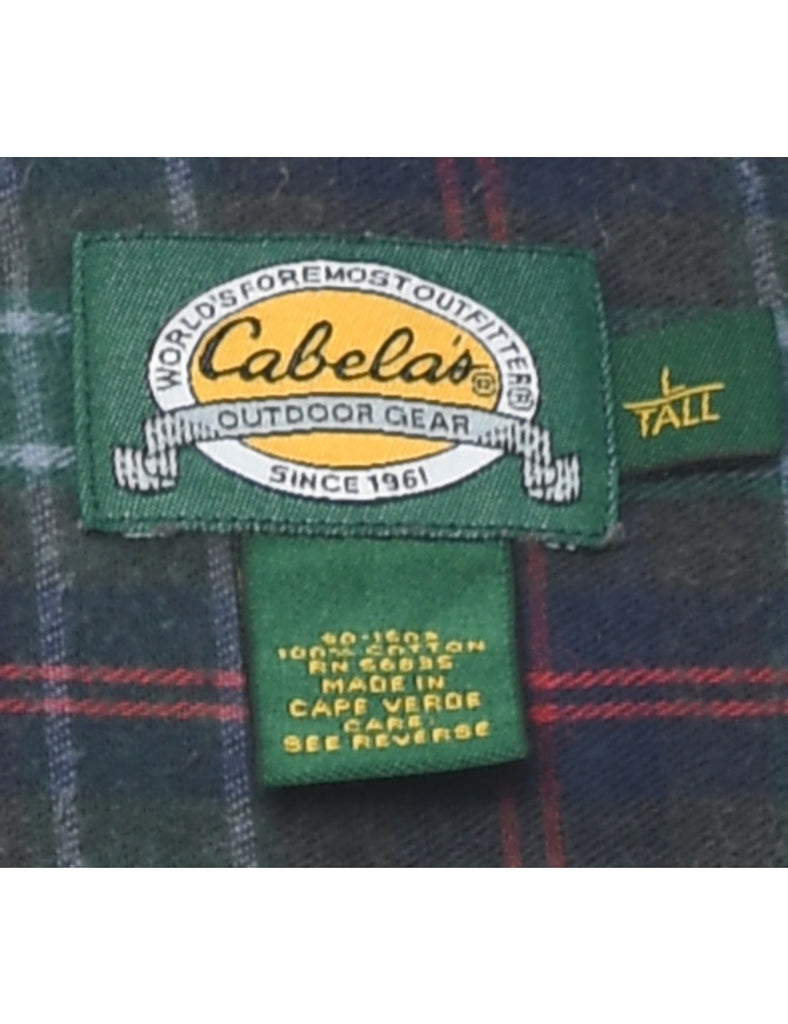 WORLD'S FOREMOST OUTFITTER®
Cabela's®
OUTDOOR GEAR
SINCE 1961
L
TALL
100% COTTON
RN 56835
MADE IN
CAPE VERDE
CARE:
SEE REVERSE